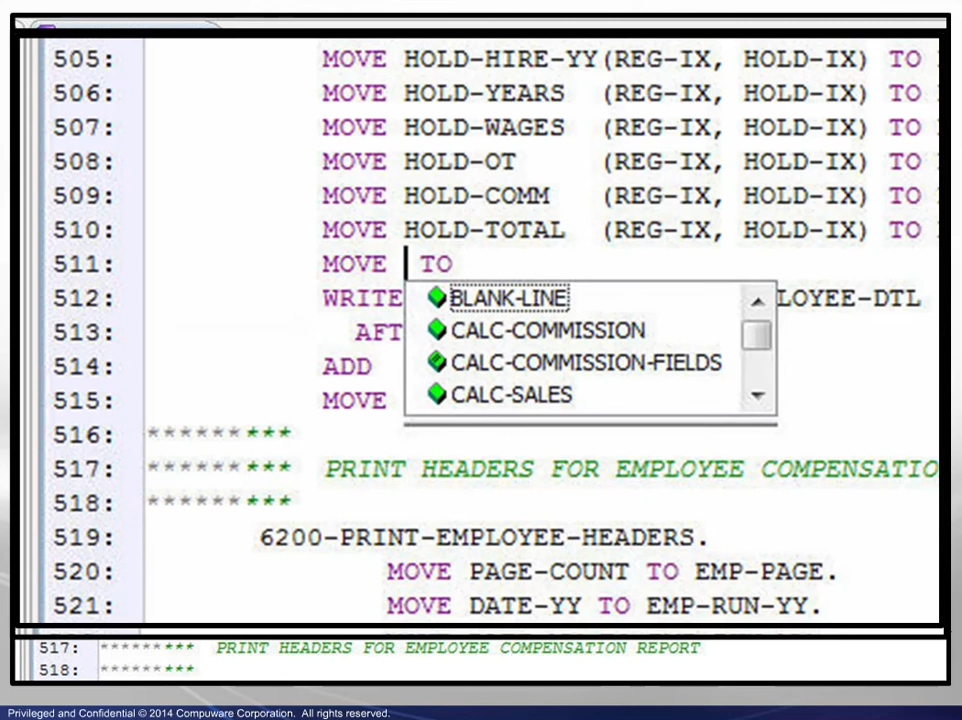 505: MOVE HOLD-HIRE-YY(REG-IX, HOLD-IX) TO
506: MOVE HOLD-YEARS (REG-IX, HOLD-IX) TO
507: MOVE HOLD-WAGES (REG-IX, HOLD-IX) TO
508: MOVE HOLD-OT (REG-IX, HOLD-IX) TO
509: MOVE HOLD-COMM (REG-IX, HOLD-IX) TO
510: MOVE HOLD-TOTAL (REG-IX, HOLD-IX) TO
511: MOVE TO
512: WRITE LOYEE-DTL
BLANK-LINE
513: AFT
CALC-COMMISSION
514: ADD
CALC-COMMISSION-FIELDS
515: MOVE
CALC-SALES
516: *********
517: ********* PRINT HEADERS FOR EMPLOYEE COMPENSATIO
518: *********
519: 6200-PRINT-EMPLOYEE-HEADERS.
520: MOVE PAGE-COUNT TO EMP-PAGE.
521: MOVE DATE-YY TO EMP-RUN-YY.
517: ********* PRINT HEADERS FOR EMPLOYEE COMPENSATION REPORT
518: *********
Privileged and Confidential © 2014 Compuware Corporation. All rights reserved.